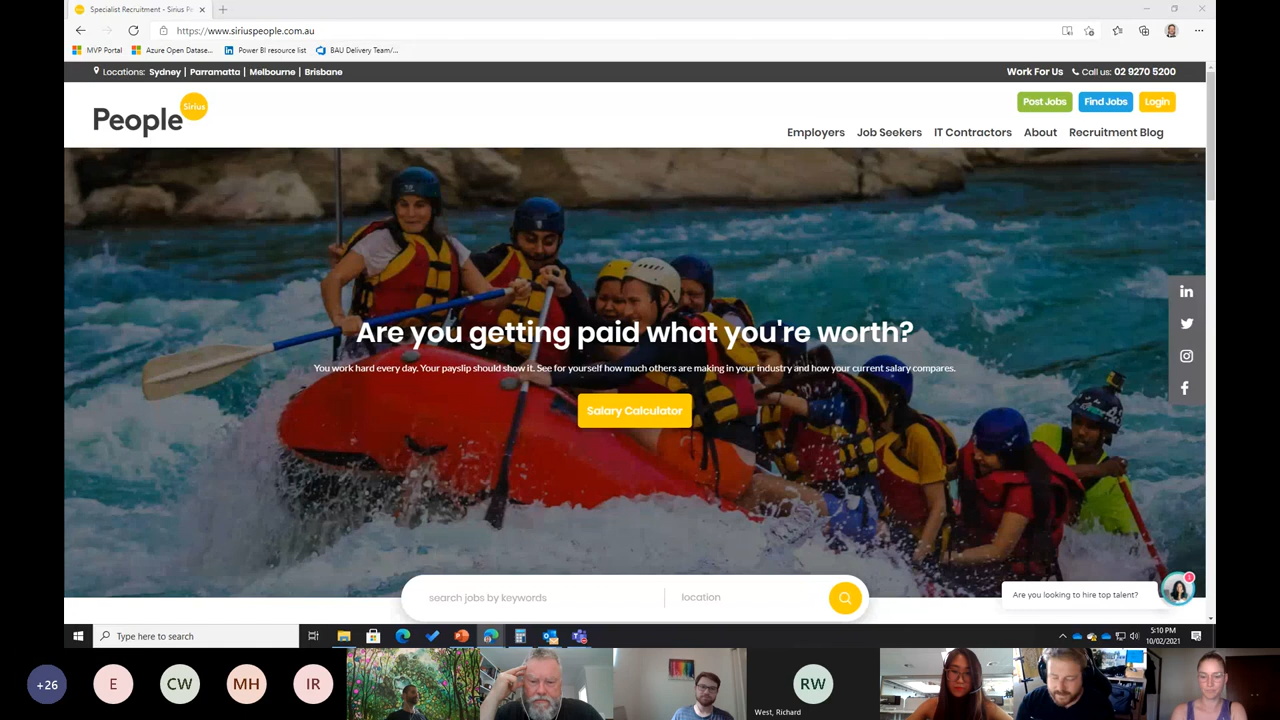 Specialist Recruitment - Sirius Pe
https://www.siriuspeople.com.au
MVP Portal
Azure Open Datase...
Power BI resource list
BAU Delivery Team/...
Locations: Sydney | Parramatta | Melbourne | Brisbane
Work For Us
Call us: 02 9270 5200
People
Sirius
Post Jobs
Find Jobs
Login
Employers
Job Seekers
IT Contractors
About
Recruitment Blog
Are you getting paid what you're worth?
You work hard every day. Your payslip should show it. See for yourself how much others are making in your industry and how your current salary compares.
Salary Calculator
search jobs by keywords
location
Are you looking to hire top talent?
Type here to search
5:10 PM
10/02/2021
+26
E
CW
MH
IR
RW
West, Richard